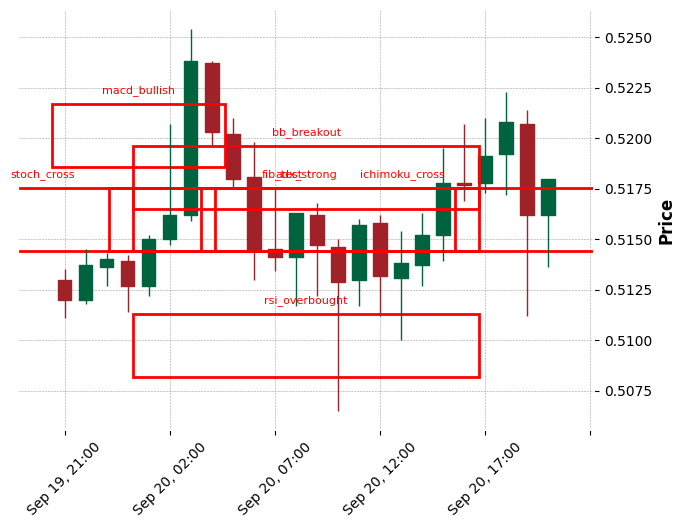 0.5250
0.5225
macd_bullish
0.5200
bb_breakout
0.5175
stoch_cross
ichimoku_cross
0.5150
0.5125
rsi_overbought
0.5100
0.5075
Price
Sep 19, 21:00
Sep 20, 02:00
Sep 20, 07:00
Sep 20, 12:00
Sep 20, 17:00